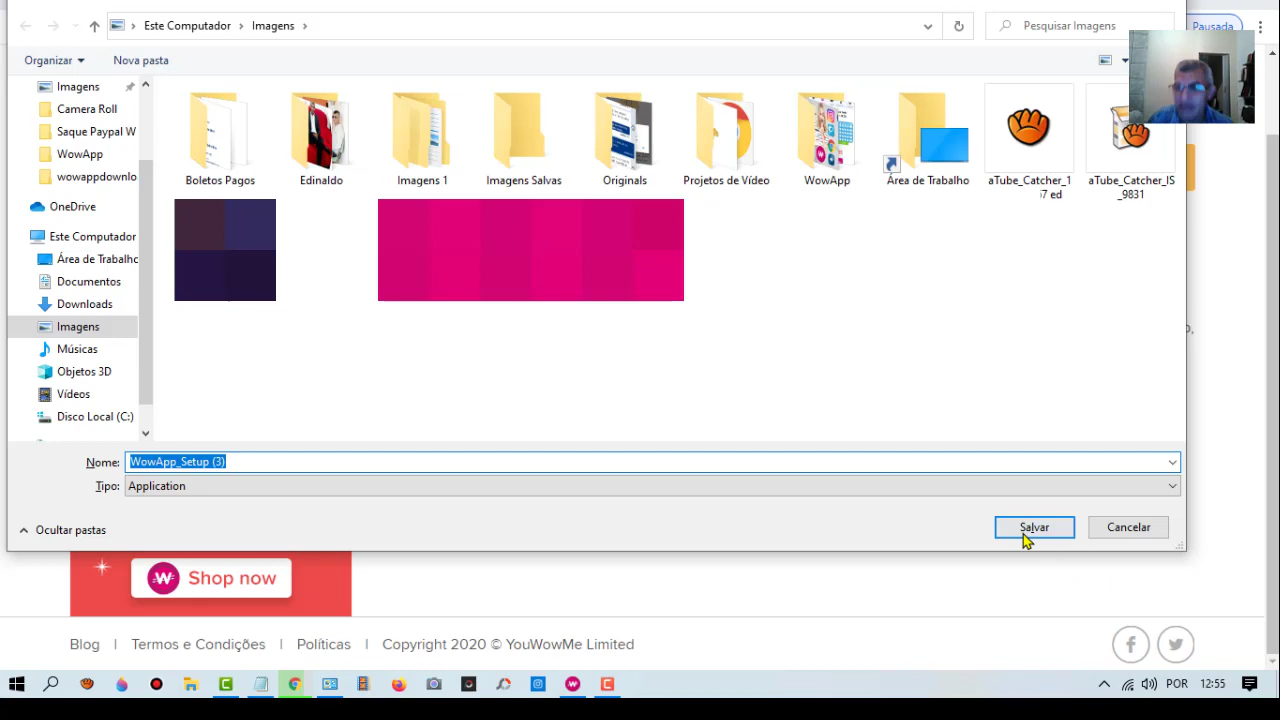 Este Computador > Imagens >
Pesquisar Imagens
Pausada
Organizar
Nova pasta
Imagens
Camera Roll
Saque Paypal W
WowApp
wowappdownlo
OneDrive
Este Computador
Área de Trabalho
Documentos
Downloads
Imagens
Músicas
Objetos 3D
Vídeos
Disco Local (C:)
Boletos Pagos
Edinaldo
Imagens 1
Imagens Salvas
Originals
Projetos de Vídeo
WowApp
Área de Trabalho
aTube_Catcher_IS
_9831
Nome: WowApp_Setup (3)
Tipo: Application
Ocultar pastas
Salvar
Cancelar
Shop now
Blog | Termos e Condições | Políticas | Copyright 2020 © YouWowMe Limited
POR
12:55